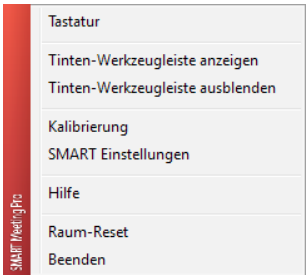 Tastatur
Tinten-Werkzeugleiste anzeigen
Tinten-Werkzeugleiste ausblenden
Kalibrierung
SMART Einstellungen
Hilfe
Raum-Reset
Beenden
SMART Meeting Pro